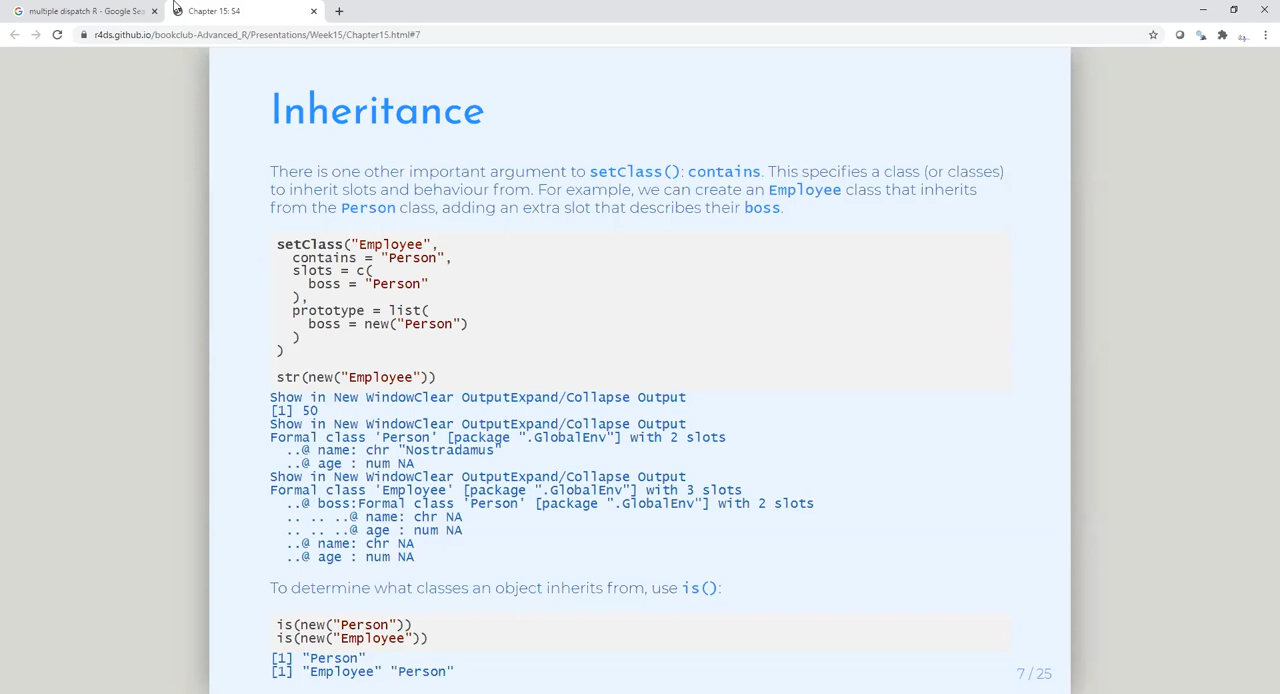 multiple dispatch R - Google Sea
Chapter 15: S4
r4ds.github.io/bookclub-Advanced_R/Presentations/Week15/Chapter15.html#7
Inheritance
There is one other important argument to setClass(): contains. This specifies a class (or classes)
to inherit slots and behaviour from. For example, we can create an Employee class that inherits
from the Person class, adding an extra slot that describes their boss.
setClass("Employee",
  contains = "Person",
  slots = c(
    boss = "Person"
  ),
  prototype = list(
    boss = new("Person")
  )
)
str(new("Employee"))
Show in New WindowClear OutputExpand/Collapse Output
[1] 50
Show in New WindowClear OutputExpand/Collapse Output
Formal class 'Person' [package ".GlobalEnv"] with 2 slots
  ..@ name: chr "Nostradamus"
  ..@ age : num NA
Show in New WindowClear OutputExpand/Collapse Output
Formal class 'Employee' [package ".GlobalEnv"] with 3 slots
  ..@ boss:Formal class 'Person' [package ".GlobalEnv"] with 2 slots
  .. .. ..@ name: chr NA
  .. .. ..@ age : num NA
  ..@ name: chr NA
  ..@ age : num NA
To determine what classes an object inherits from, use is():
is(new("Person"))
is(new("Employee"))
[1] "Person"
[1] "Employee" "Person"
7 / 25